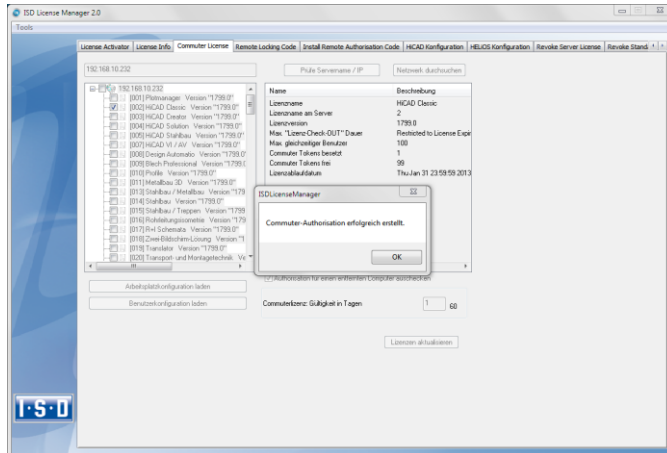 ISD License Manager 2.0
Tools
License Activator License Info Commuter License Remote Locking Code Install Remote Authorisation Code HiCAD Konfiguration HELiOS Konfiguration Revoke Server License Revoke Stand
192.168.10.232 Prüfe Servername / IP Netzwerk durchsuchen
192.168.10.232
[001] Plotmanager Version "1799.0"
[002] HiCAD Classic Version "1799.0"
[003] HiCAD Creator Version "1799.0"
[004] HiCAD Solution Version "1799.0"
[005] HiCAD Stahlbau Version "1799.0"
[007] HiCAD VI / AV Version "1799.0"
[008] Design Automatio Version "1799.0"
[009] Blech Professional Version "1799.0
[010] Profile Version "1799.0"
[011] Metallbau 3D Version "1799.0"
[013] Stahlbau / Metallbau Version "179
[014] Stahlbau Version "1799.0"
[015] Stahlbau / Treppen Version "1799
[016] Rohrleitungsisometrie Version "179
[017] R+I Schemata Version "1799.0"
[018] Zwei-Bildschirm-Lösung Version "1
[019] Translator Version "1799.0"
[020] Transport- und Montagetechnik Ve
Name Beschreibung
Lizenzname HiCAD Classic
Lizenzname am Server 2
Lizenzversion 1799.0
Max. "Lizenz-Check-OUT" Dauer Restricted to License Expir
Max. gleichzeitiger Benutzer 100
Commuter Tokens besetzt 1
Commuter Tokens frei 99
Lizenzablaufdatum Thu Jan 31 23:59:59 2013
ISDLicenseManager
Commuter-Authorisation erfolgreich erstellt.
OK
Authorisation für einen entfernten Computer auschecken
Arbeitsplatzkonfiguration laden
Benutzerkonfiguration laden
Commuterlizenz: Gültigkeit in Tagen 1 60
Lizenzen aktualisieren
I·S·D